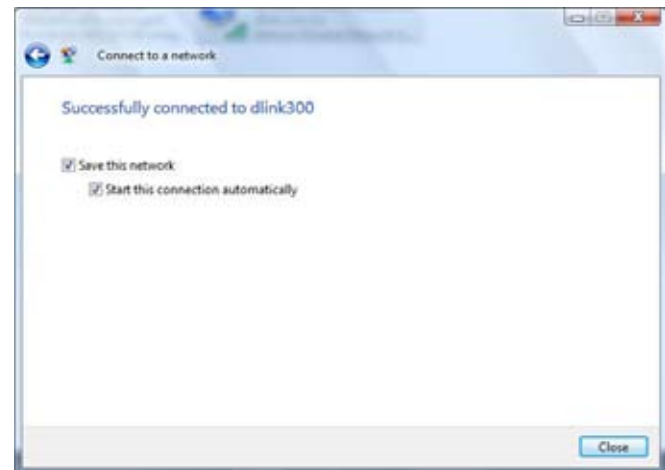 Connect to a network
Successfully connected to dlink300
Save this network
Start this connection automatically
Close